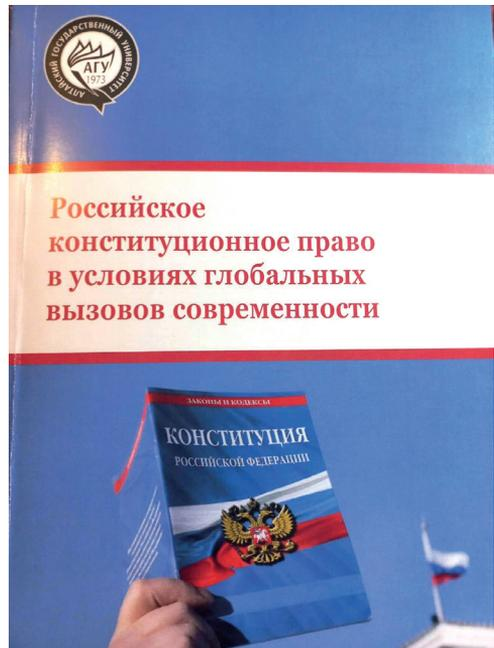 АЛТАЙСКИЙ ГОСУДАРСТВЕННЫЙ УНИВЕРСИТЕТ
АГУ
1973
Российское
конституционное право
в условиях глобальных
вызовов современности
ЗАКОНЫ И КОДЕКСЫ
КОНСТИТУЦИЯ
РОССИЙСКОЙ ФЕДЕРАЦИИ